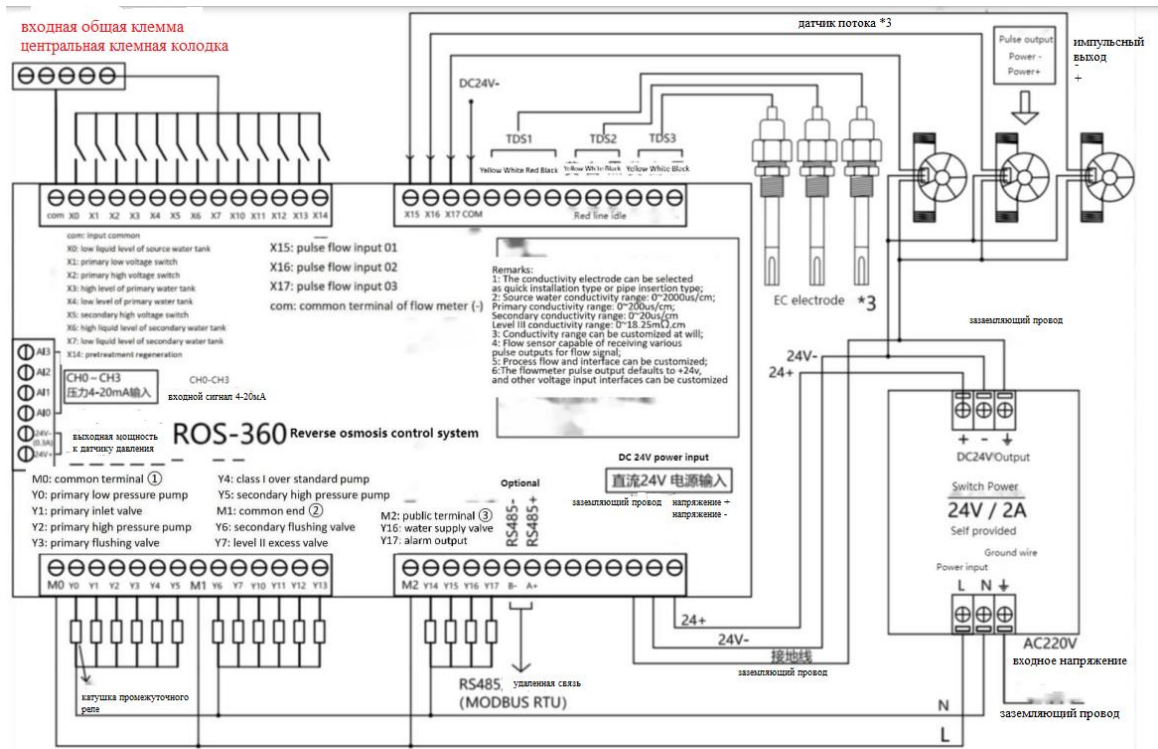 входная общая клемма
центральная клемная колодка
датчик потока *3
Pulse output
Power -
Power+
импульсный
выход
-
+
DC24V-
TDS1
TDS2
TDS3
Yellow White Red Black
Yellow White Black
Yellow White Black
com X0 X1 X2 X3 X4 X5 X6 X7 X10 X11 X12 X13 X14
X15 X16 X17 COM
Red line idle
com: input common
X0: low liquid level of source water tank
X1: primary low voltage switch
X2: primary high voltage switch
X3: high level of primary water tank
X4: low level of primary water tank
X5: secondary high voltage switch
X6: high liquid level of secondary water tank
X7: low liquid level of secondary water tank
X14: pretreatment regeneration
X15: pulse flow input 01
X16: pulse flow input 02
X17: pulse flow input 03
com: common terminal of flow meter (-)
Remarks:
1: The conductivity electrode can be selected
as quick installation type or pipe insertion type;
2: Source water conductivity range: 0~2000us/cm;
Primary conductivity range: 0~200us/cm;
Secondary conductivity range: 0~20us/cm
Level III conductivity range: 0~18.25mΩ.cm
3: Conductivity range can be customized at will;
4: Flow sensor capable of receiving various
pulse outputs for flow signal;
5: Process flow and interface can be customized;
6:The flowmeter pulse output defaults to +24v,
and other voltage input interfaces can be customized
EC electrode *3
заземляющий провод
24V-
24+
AI3
AI2
AI1
AI0
24V-
(0.3A)
24V+
CH0~CH3
压力4-20mA输入
CH0-CH3
входной сигнал 4-20мА
выходная мощность
к датчику давления
ROS-360 Reverse osmosis control system
+ -
DC24V Output
Switch Power
24V / 2A
Self provided
Ground wire
Power input
L N
DC 24V power input
直流24V 电源输入
заземляющий провод напряжение +
напряжение -
Optional
RS485-
RS485+
M0: common terminal ①
Y0: primary low pressure pump
Y1: primary inlet valve
Y2: primary high pressure pump
Y3: primary flushing valve
Y4: class I over standard pump
Y5: secondary high pressure pump
M1: common end ②
Y6: secondary flushing valve
Y7: level II excess valve
M2: public terminal ③
Y16: water supply valve
Y17: alarm output
M0 Y0 Y1 Y2 Y3 Y4 Y5 M1 Y6 Y7 Y10 Y11 Y12 Y13
M2 Y14 Y15 Y16 Y17 B- A+
24+
24V-
接地线
заземляющий провод
AC220V
входное напряжение
катушка промежуточного
реле
RS485
удаленная связь
(MODBUS RTU)
N
L
заземляющий провод